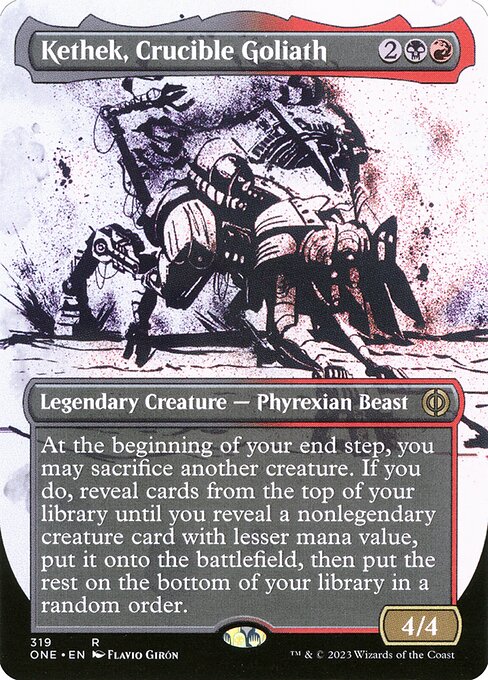 Kethek, Crucible Goliath 2
Legendary Creature — Phyrexian Beast
At the beginning of your end step, you
may sacrifice another creature. If you
do, reveal cards from the top of your
library until you reveal a nonlegendary
creature card with lesser mana value,
put it onto the battlefield, then put the
rest on the bottom of your library in a
random order.
4/4
319 R
ONE • EN Flavio Girón
™ & © 2023 Wizards of the Coast